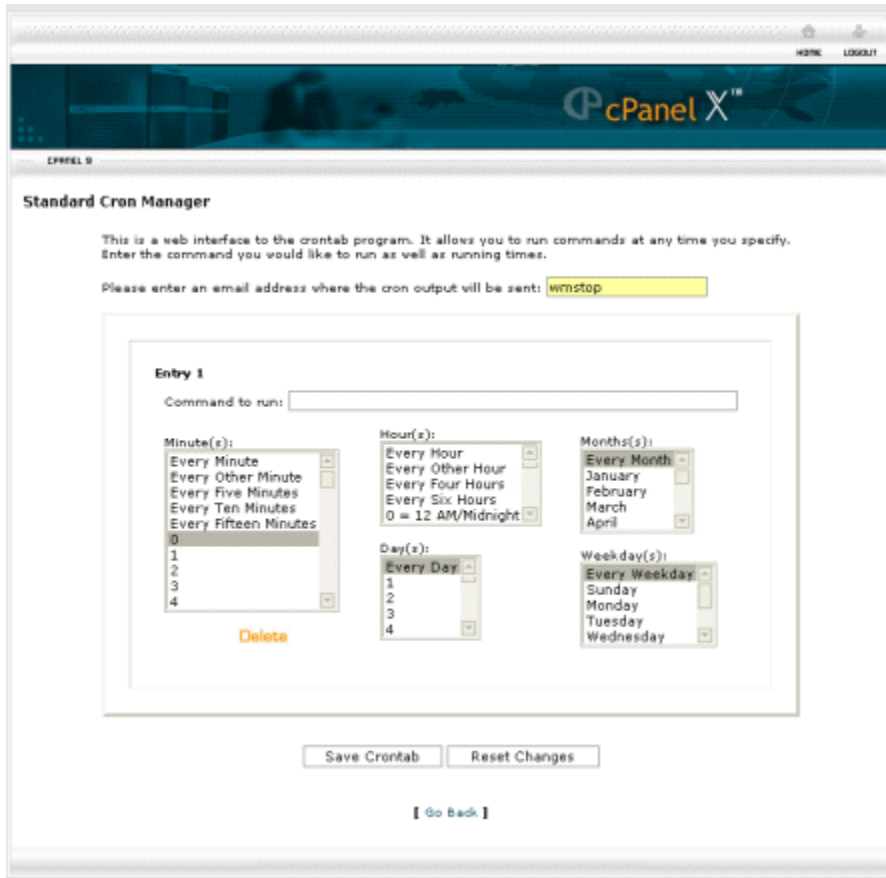 HOME LOGOUT
cPanel X™
CPANEL 9
Standard Cron Manager
This is a web interface to the crontab program. It allows you to run commands at any time you specify.
Enter the command you would like to run as well as running times.
Please enter an email address where the cron output will be sent: wmstop
Entry 1
Command to run:
Minute(s):
Every Minute
Every Other Minute
Every Five Minutes
Every Ten Minutes
Every Fifteen Minutes
0
1
2
3
4
Delete
Hour(s):
Every Hour
Every Other Hour
Every Four Hours
Every Six Hours
0 = 12 AM/Midnight
Day(s):
Every Day
1
2
3
4
Months(s):
Every Month
January
February
March
April
Weekday(s):
Every Weekday
Sunday
Monday
Tuesday
Wednesday
Save Crontab Reset Changes
[ Go Back ]